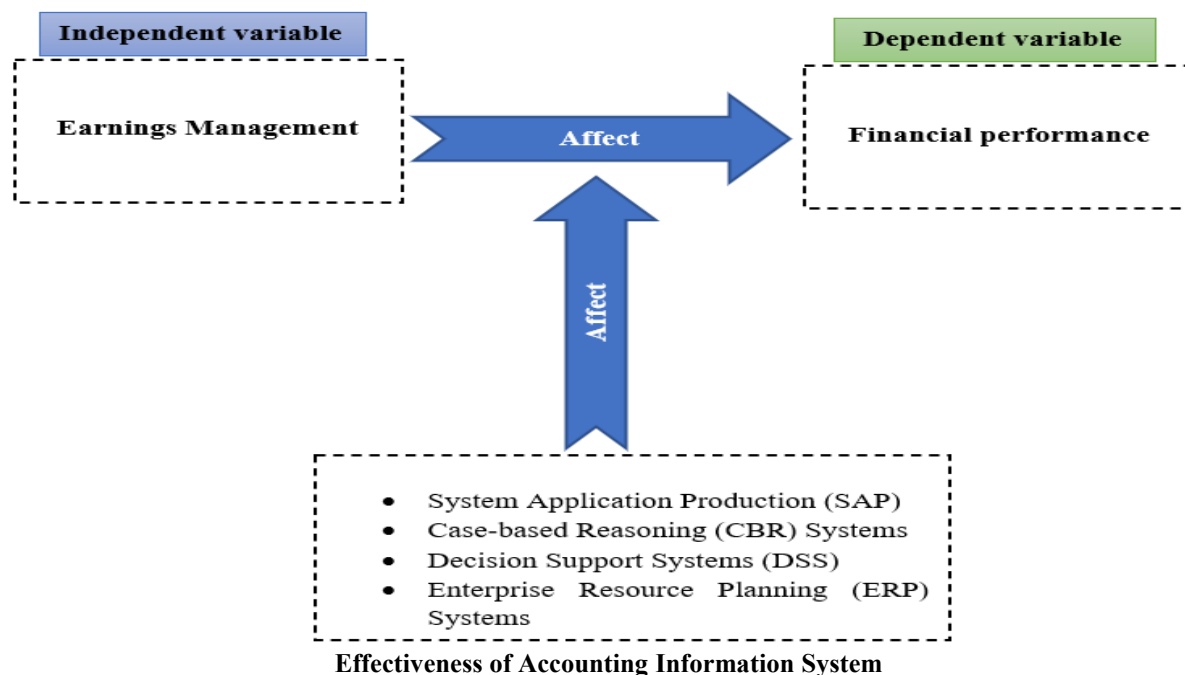 Independent variable
Dependent variable
Earnings Management
Affect
Financial performance
Affect
• System Application Production (SAP)
• Case-based Reasoning (CBR) Systems
• Decision Support Systems (DSS)
• Enterprise Resource Planning (ERP)
Systems
Effectiveness of Accounting Information System